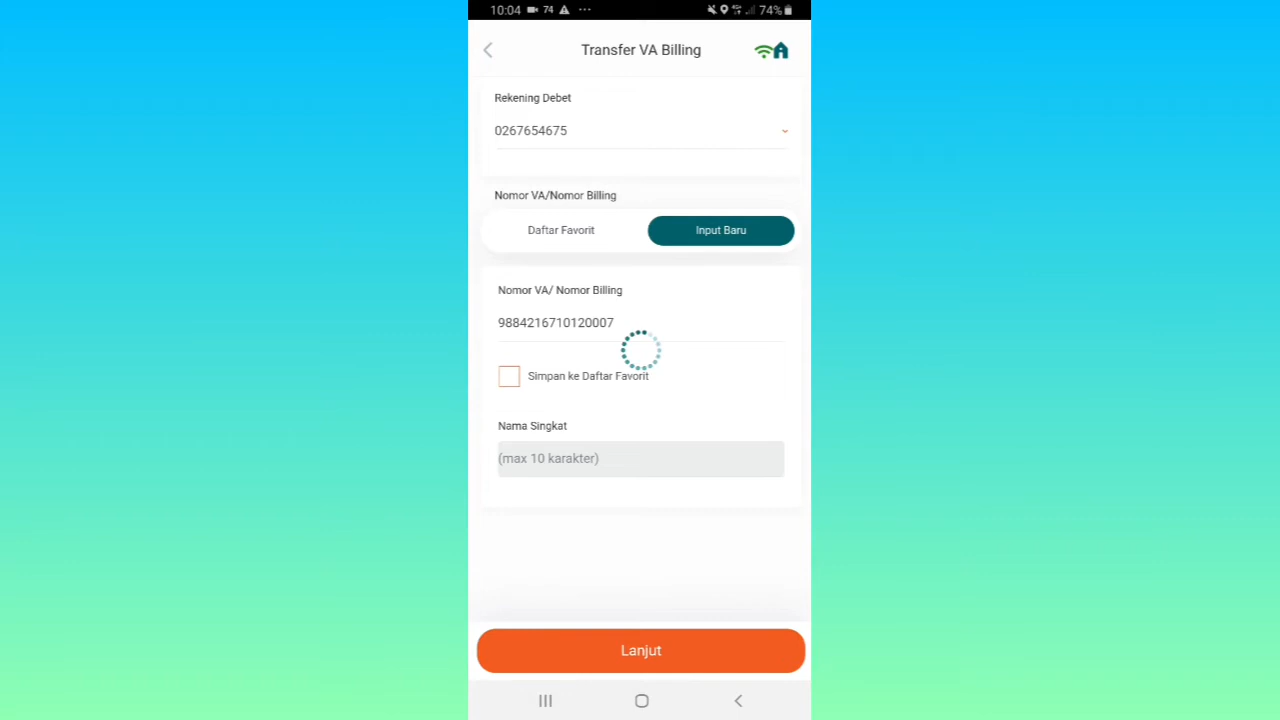 10:04 74 ... 74%
Transfer VA Billing
Rekening Debet
0267654675
Nomor VA/Nomor Billing
Daftar Favorit Input Baru
Nomor VA/ Nomor Billing
9884216710120007
Simpan ke Daftar Favorit
Nama Singkat
(max 10 karakter)
Lanjut